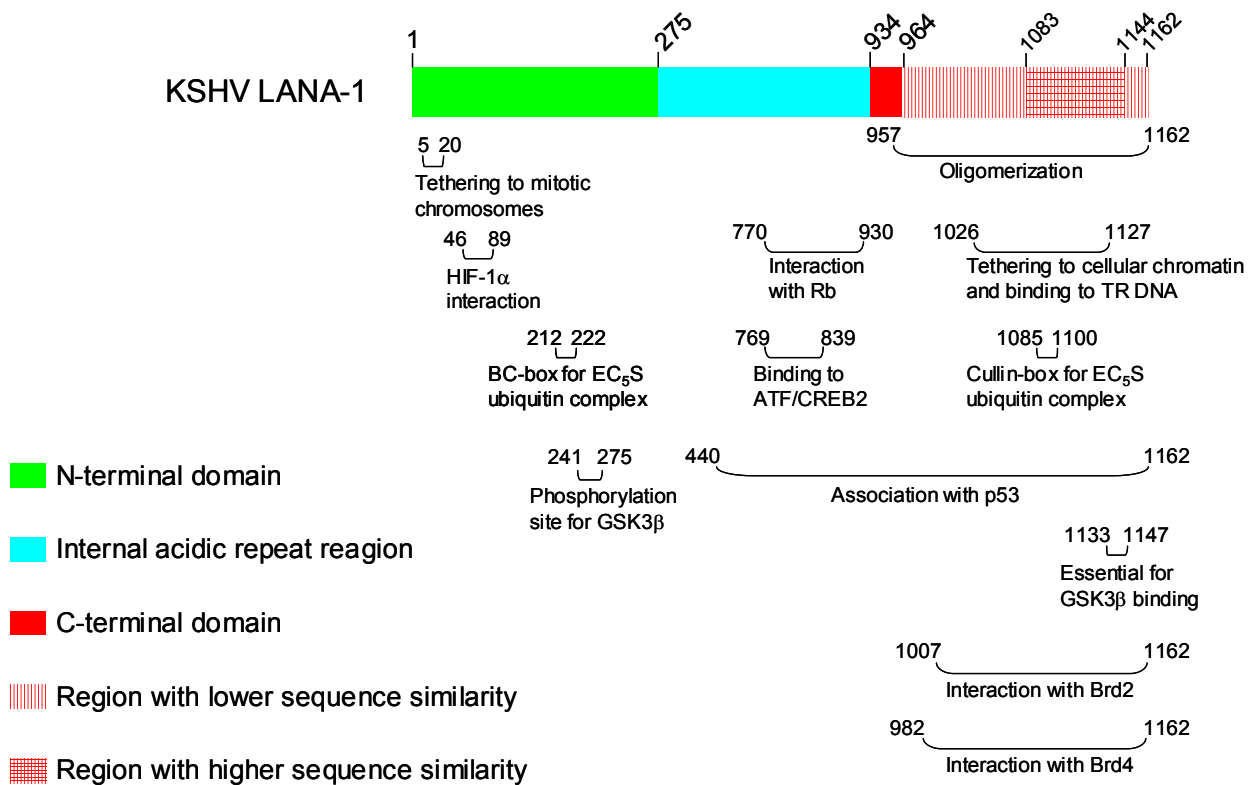 1 275 934 964 1083 1144 1162
KSHV LANA-1
957 1162
Oligomerization
5 20
Tethering to mitotic
chromosomes
46 89
HIF-1α
interaction
770 930
Interaction
with Rb
1026 1127
Tethering to cellular chromatin
and binding to TR DNA
212 222
BC-box for EC₅S
ubiquitin complex
769 839
Binding to
ATF/CREB2
1085 1100
Cullin-box for EC₅S
ubiquitin complex
241 275
Phosphorylation
site for GSK3β
440 1162
Association with p53
1133 1147
Essential for
GSK3β binding
1007 1162
Interaction with Brd2
982 1162
Interaction with Brd4
N-terminal domain
Internal acidic repeat reagion
C-terminal domain
Region with lower sequence similarity
Region with higher sequence similarity